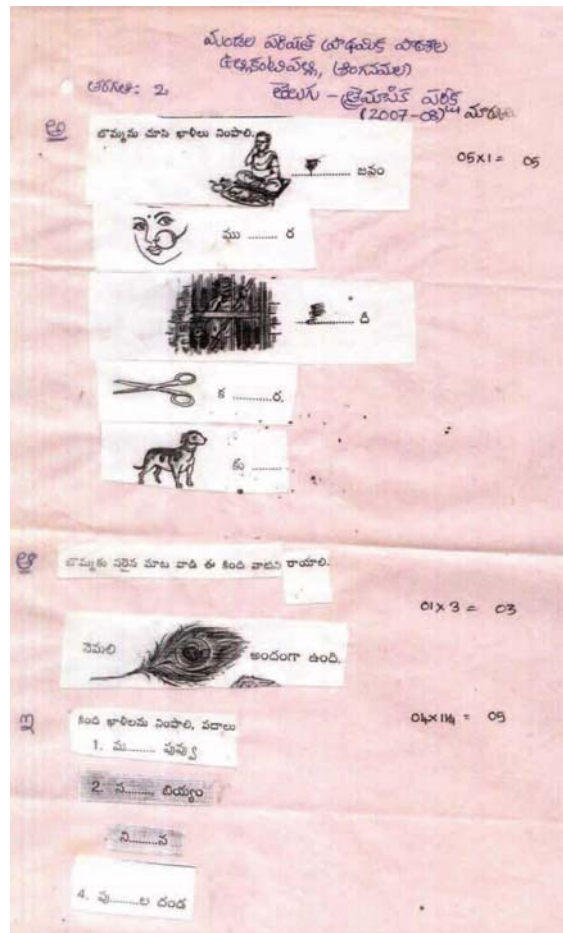 మండల పరిషత్ ప్రాథమిక పాఠశాల
తరగతి: 2 తెలుగు - త్రైమాసిక పరీక్ష
(2007-08) మార్కులు
అ బొమ్మను చూసి ఖాళీలు నింపాలి. 05x1= 05
.............. జపం
ము ........ ర
.............. ది
క ...........ర.
కు ........
ఆ బొమ్మకు సరైన మాట వాడి ఈ కింది వాటిని రాయాలి.
01x3 = 03
నెమలి అందంగా ఉంది.
ఇ కింది ఖాళీలను నింపాలి, పదాలు
1. మ........ పువ్వు
2. స........ బియ్యం
ని.........న
4. పు........ల దండ